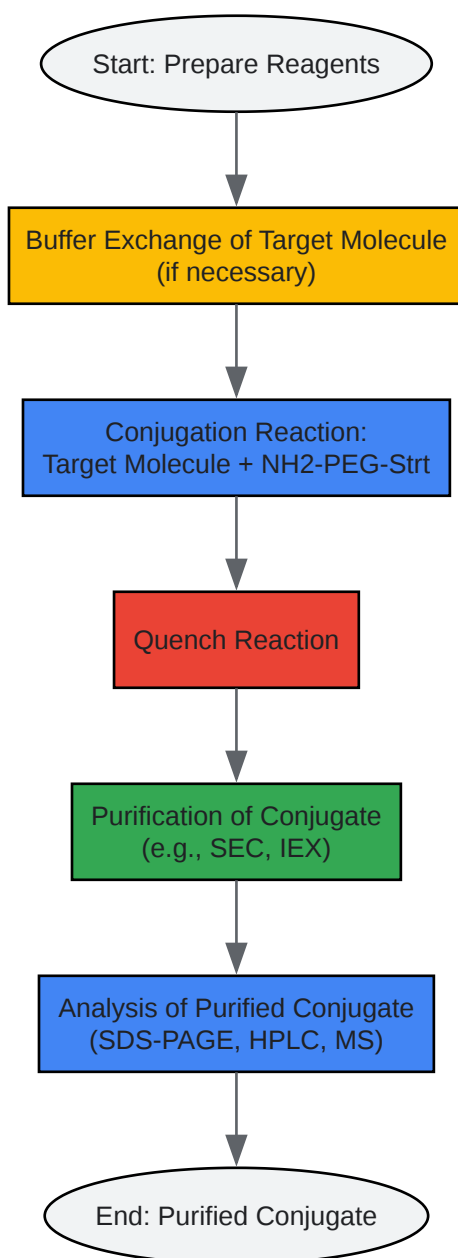 Start: Prepare Reagents
Buffer Exchange of Target Molecule
(if necessary)
Conjugation Reaction:
Target Molecule + NH2-PEG-Strt
Quench Reaction
Purification of Conjugate
(e.g., SEC, IEX)
Analysis of Purified Conjugate
(SDS-PAGE, HPLC, MS)
End: Purified Conjugate